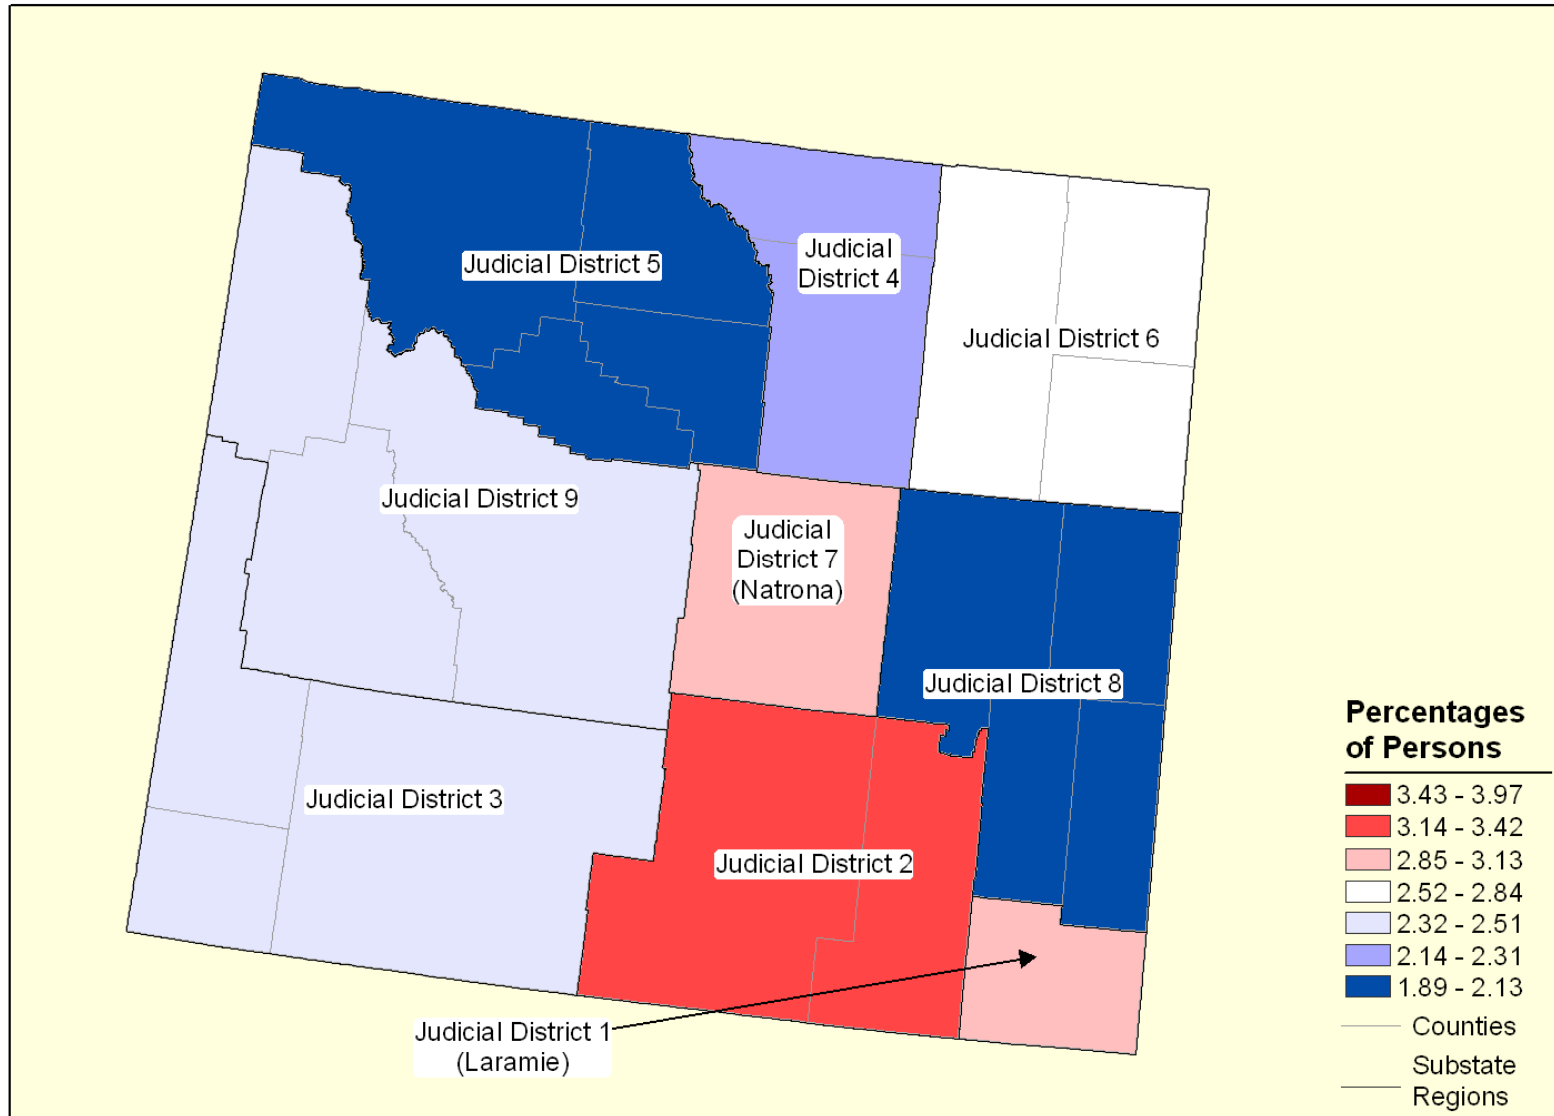 Judicial District 5
Judicial
District 4
Judicial District 6
Judicial District 9
Judicial
District 7
(Natrona)
Judicial District 8
Judicial District 3
Judicial District 2
Judicial District 1
(Laramie)
Percentages
of Persons
3.43 - 3.97
3.14 - 3.42
2.85 - 3.13
2.52 - 2.84
2.32 - 2.51
2.14 - 2.31
1.89 - 2.13
Counties
Substate
Regions